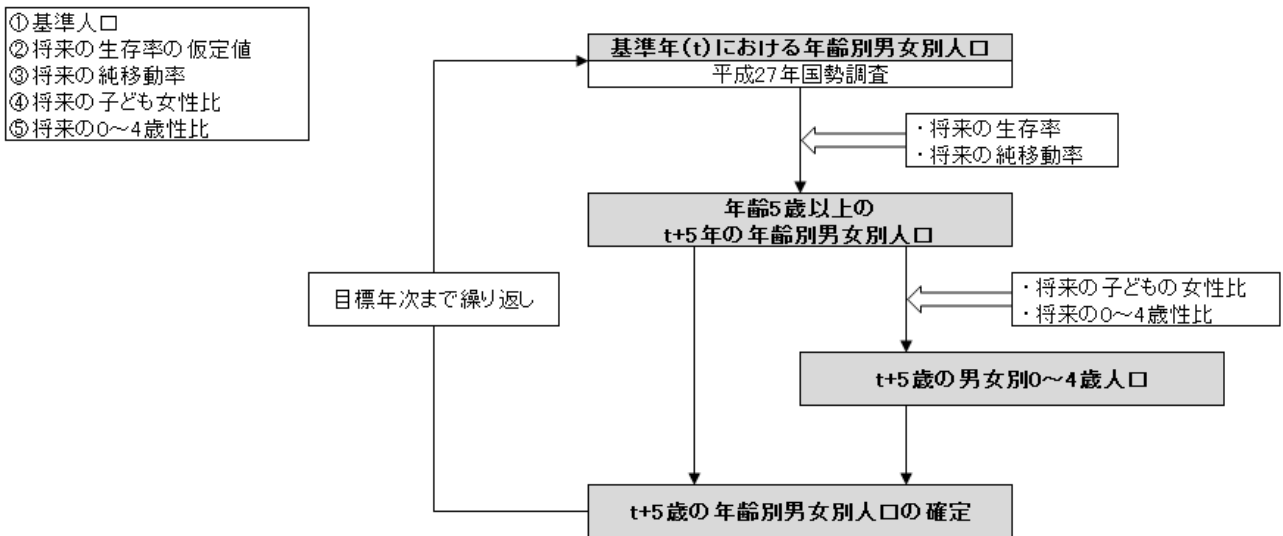 ①基準人口
②将来の生存率の仮定値
③将来の純移動率
④将来の子ども女性比
⑤将来の0～4歳性比
基準年(t)における年齢別男女別人口
平成27年国勢調査
・将来の生存率
・将来の純移動率
年齢5歳以上の
t+5年の年齢別男女別人口
目標年次まで繰り返し
・将来の子どもの女性比
・将来の0～4歳性比
t+5歳の男女別0～4歳人口
t+5歳の年齢別男女別人口の確定